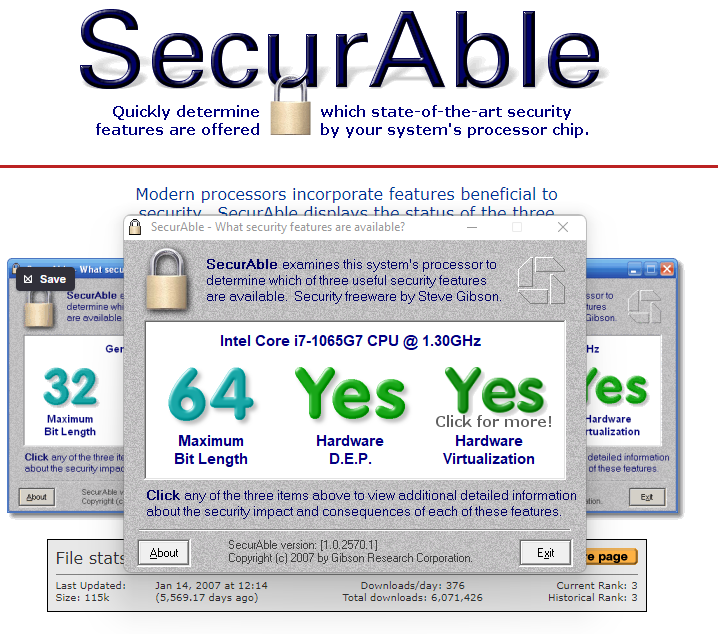 SecurAble
Quickly determine which state-of-the-art security
features are offered by your system's processor chip.
Modern processors incorporate features beneficial to
security. SecurAble displays the status of the three
SecurAble - What security features are available?
SecurAble examines this system's processor to
determine which of three useful security features
are available. Security freeware by Steve Gibson.
Intel Core i7-1065G7 CPU @ 1.30GHz
64 Yes Yes
Click for more!
Maximum Hardware Hardware
Bit Length D.E.P. Virtualization
Click any of the three items above to view additional detailed information
about the security impact and consequences of each of these features.
About
SecurAble version: [1.0.2570.1]
Copyright (c) 2007 by Gibson Research Corporation.
Exit
What secu
Save
SecurAble e
determine whic
are available.
Ger
32
Maximum
Bit Length
Click any of the three
about the security impac
About
SecurAble v
Copyright (c)
ssor to
tures
Gibson.
Hz
Yes
Hardware
rtualization
detailed information
of these features.
tion.
Exit
File stats
e page
Last Updated: Jan 14, 2007 at 12:14 Downloads/day: 376 Current Rank: 3
Size: 115k (5,569.17 days ago) Total downloads: 6,071,426 Historical Rank: 3